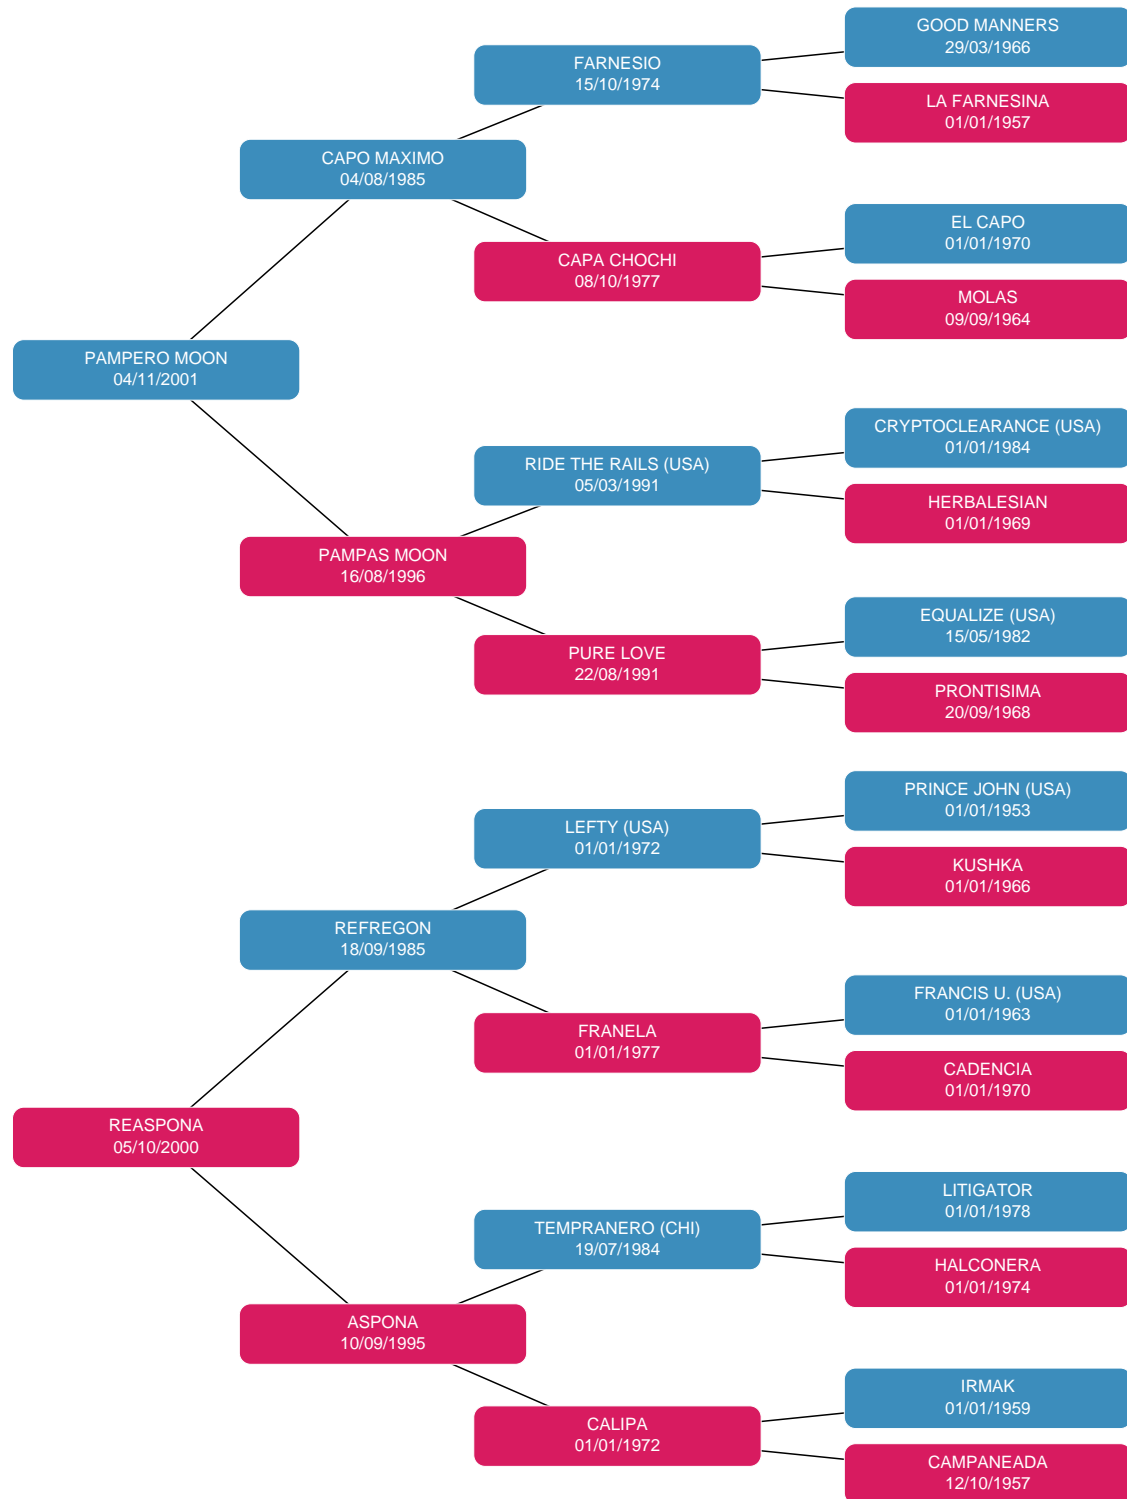 GOOD MANNERS
29/03/1966
FARNESIO
15/10/1974
LA FARNESINA
01/01/1957
CAPO MAXIMO
04/08/1985
EL CAPO
01/01/1970
CAPA CHOCHI
08/10/1977
MOLAS
09/09/1964
PAMPERO MOON
04/11/2001
CRYPTOCLEARANCE (USA)
01/01/1984
RIDE THE RAILS (USA)
05/03/1991
HERBALESIAN
01/01/1969
PAMPAS MOON
16/08/1996
EQUALIZE (USA)
15/05/1982
PURE LOVE
22/08/1991
PRONTISIMA
20/09/1968
PRINCE JOHN (USA)
01/01/1953
LEFTY (USA)
01/01/1972
KUSHKA
01/01/1966
REFREGON
18/09/1985
FRANCIS U. (USA)
01/01/1963
FRANELA
01/01/1977
CADENCIA
01/01/1970
REASPONA
05/10/2000
LITIGATOR
01/01/1978
TEMPRANERO (CHI)
19/07/1984
HALCONERA
01/01/1974
ASPONA
10/09/1995
IRMAK
01/01/1959
CALIPA
01/01/1972
CAMPANEADA
12/10/1957